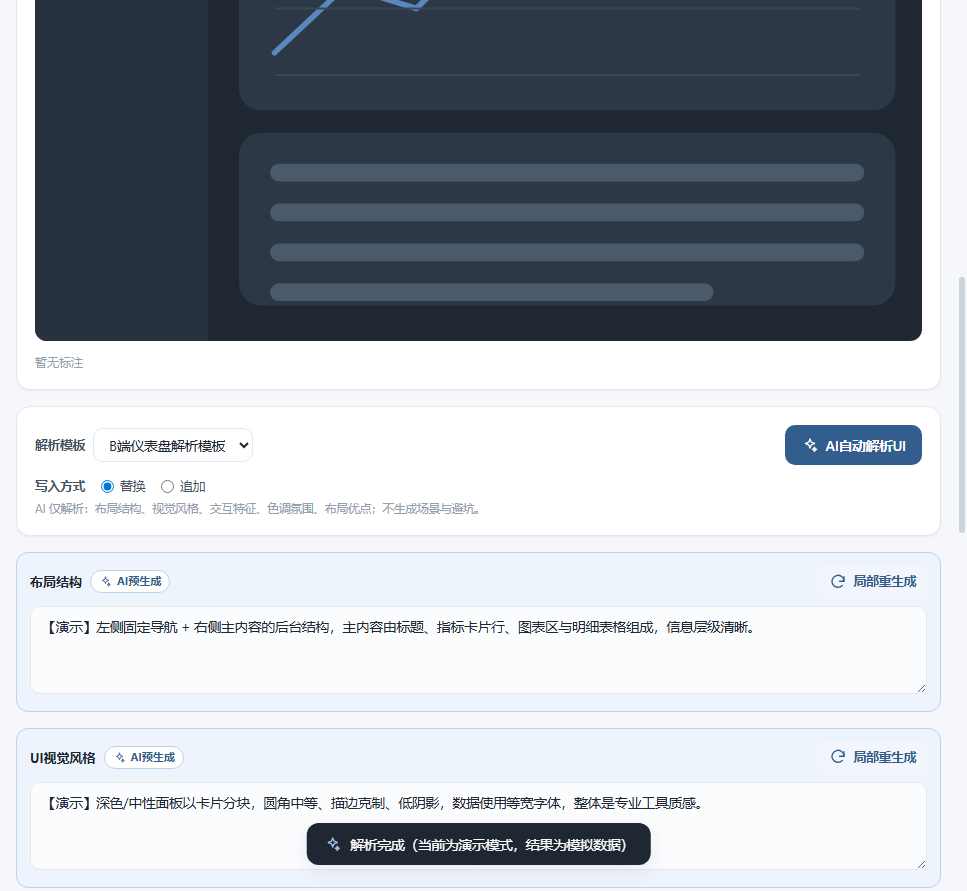 暂无标注
解析模板 B端仪表盘解析模板 AI自动解析UI
写入方式 替换 追加
AI 仅解析：布局结构、视觉风格、交互特征、色调氛围、布局优点；不生成场景与避坑。
布局结构 AI预生成 局部重生成
【演示】左侧固定导航 + 右侧主内容的后台结构，主内容由标题、指标卡片行、图表区与明细表格组成，信息层级清晰。
UI视觉风格 AI预生成 局部重生成
【演示】深色/中性面板以卡片分块，圆角中等、描边克制、低阴影，数据使用等宽字体，整体是专业工具质感。
解析完成（当前为演示模式，结果为模拟数据）